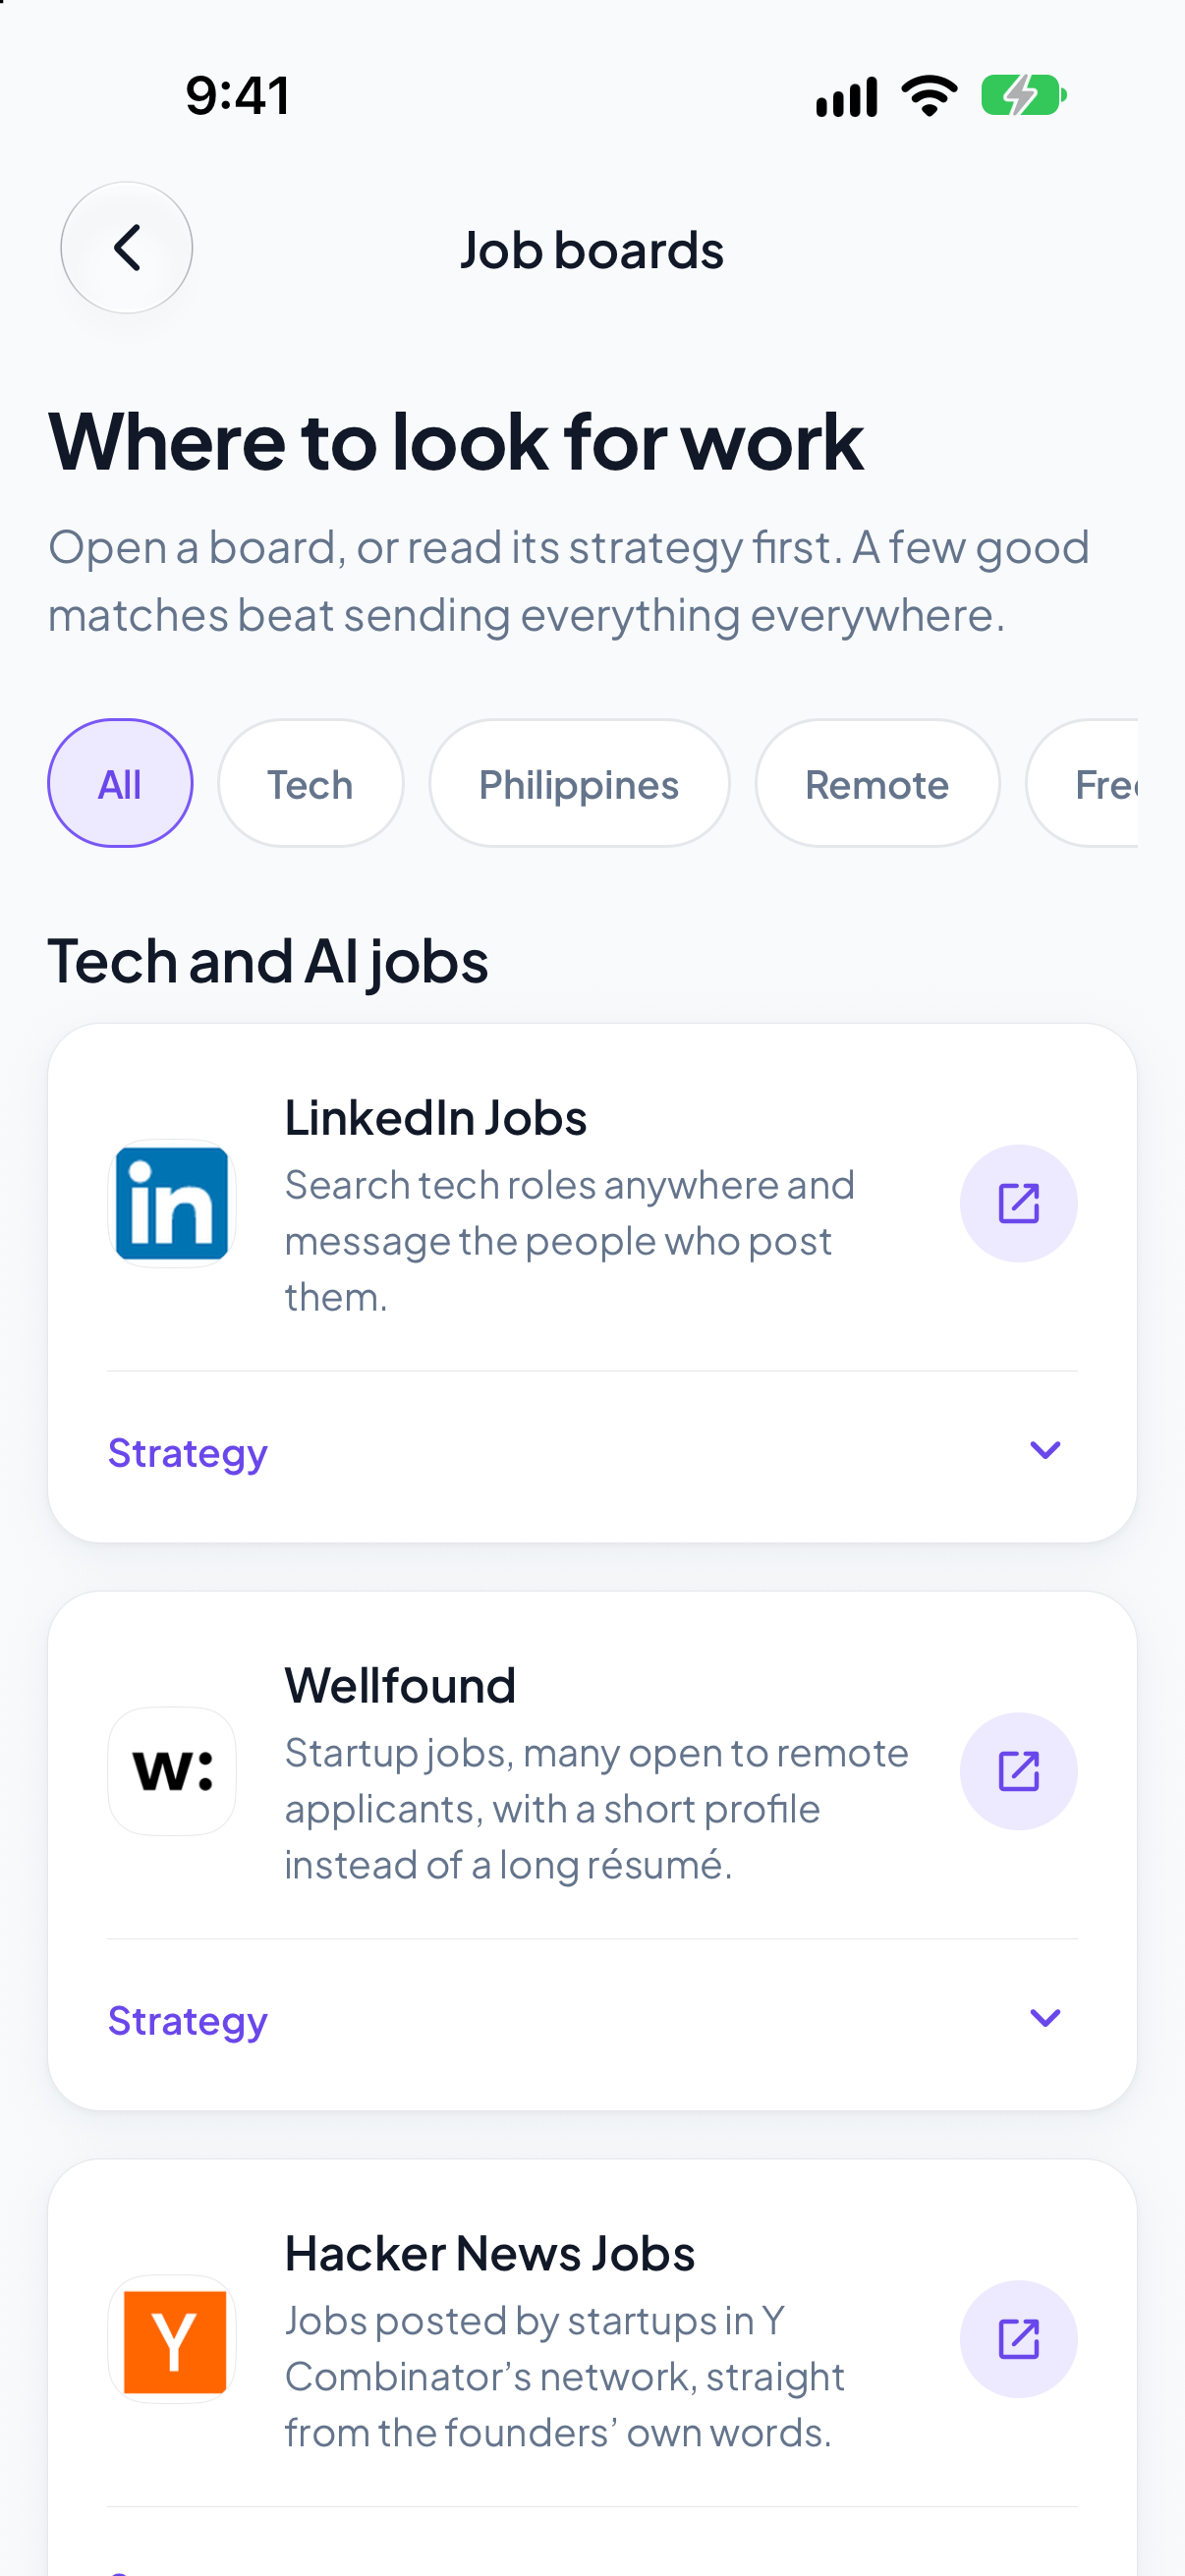 9:41
Job boards
Where to look for work
Open a board, or read its strategy first. A few good
matches beat sending everything everywhere.
All
Tech
Philippines
Remote
Tech and AI jobs
in
LinkedIn Jobs
Search tech roles anywhere and
message the people who post
them.
Strategy
w:
Wellfound
Startup jobs, many open to remote
applicants, with a short profile
instead of a long résumé.
Strategy
Y
Hacker News Jobs
Jobs posted by startups in Y
Combinator’s network, straight
from the founders’ own words.